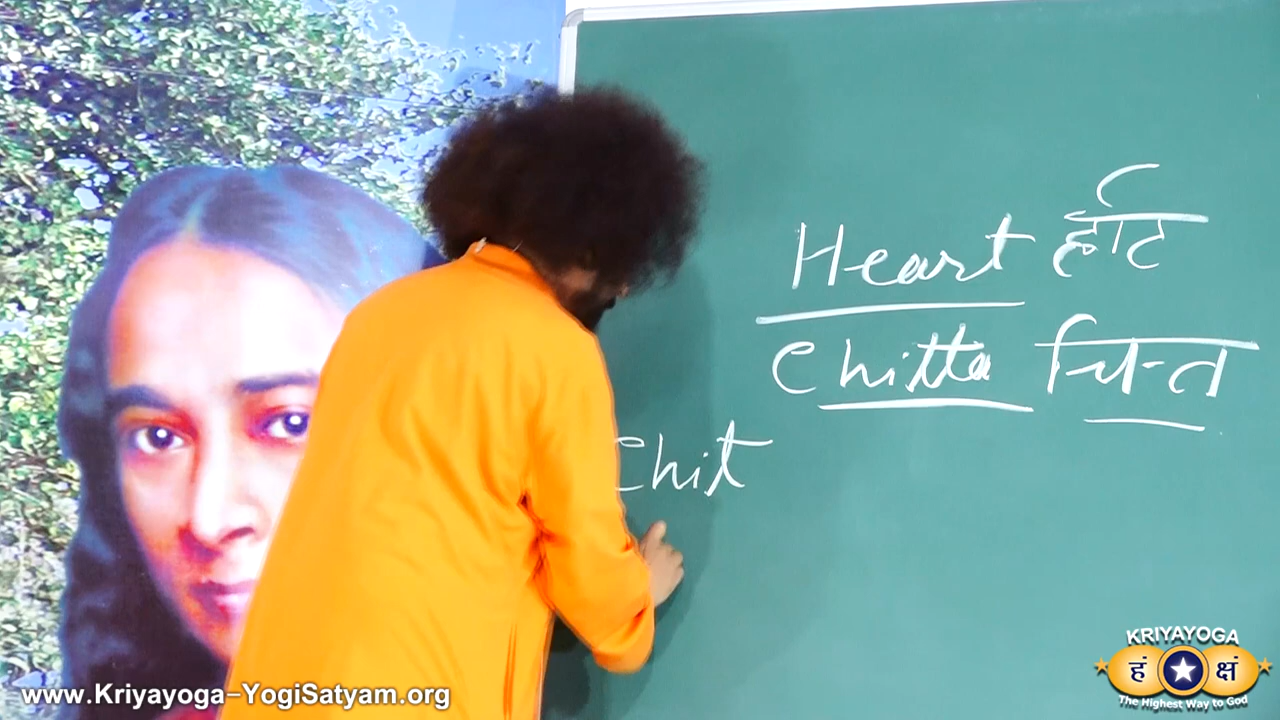 Heart हार्ट
Chitta चित्त
Chit
www.Kriyayoga-YogiSatyam.org
KRIYAYOGA
हं क्षं
The Highest Way to God